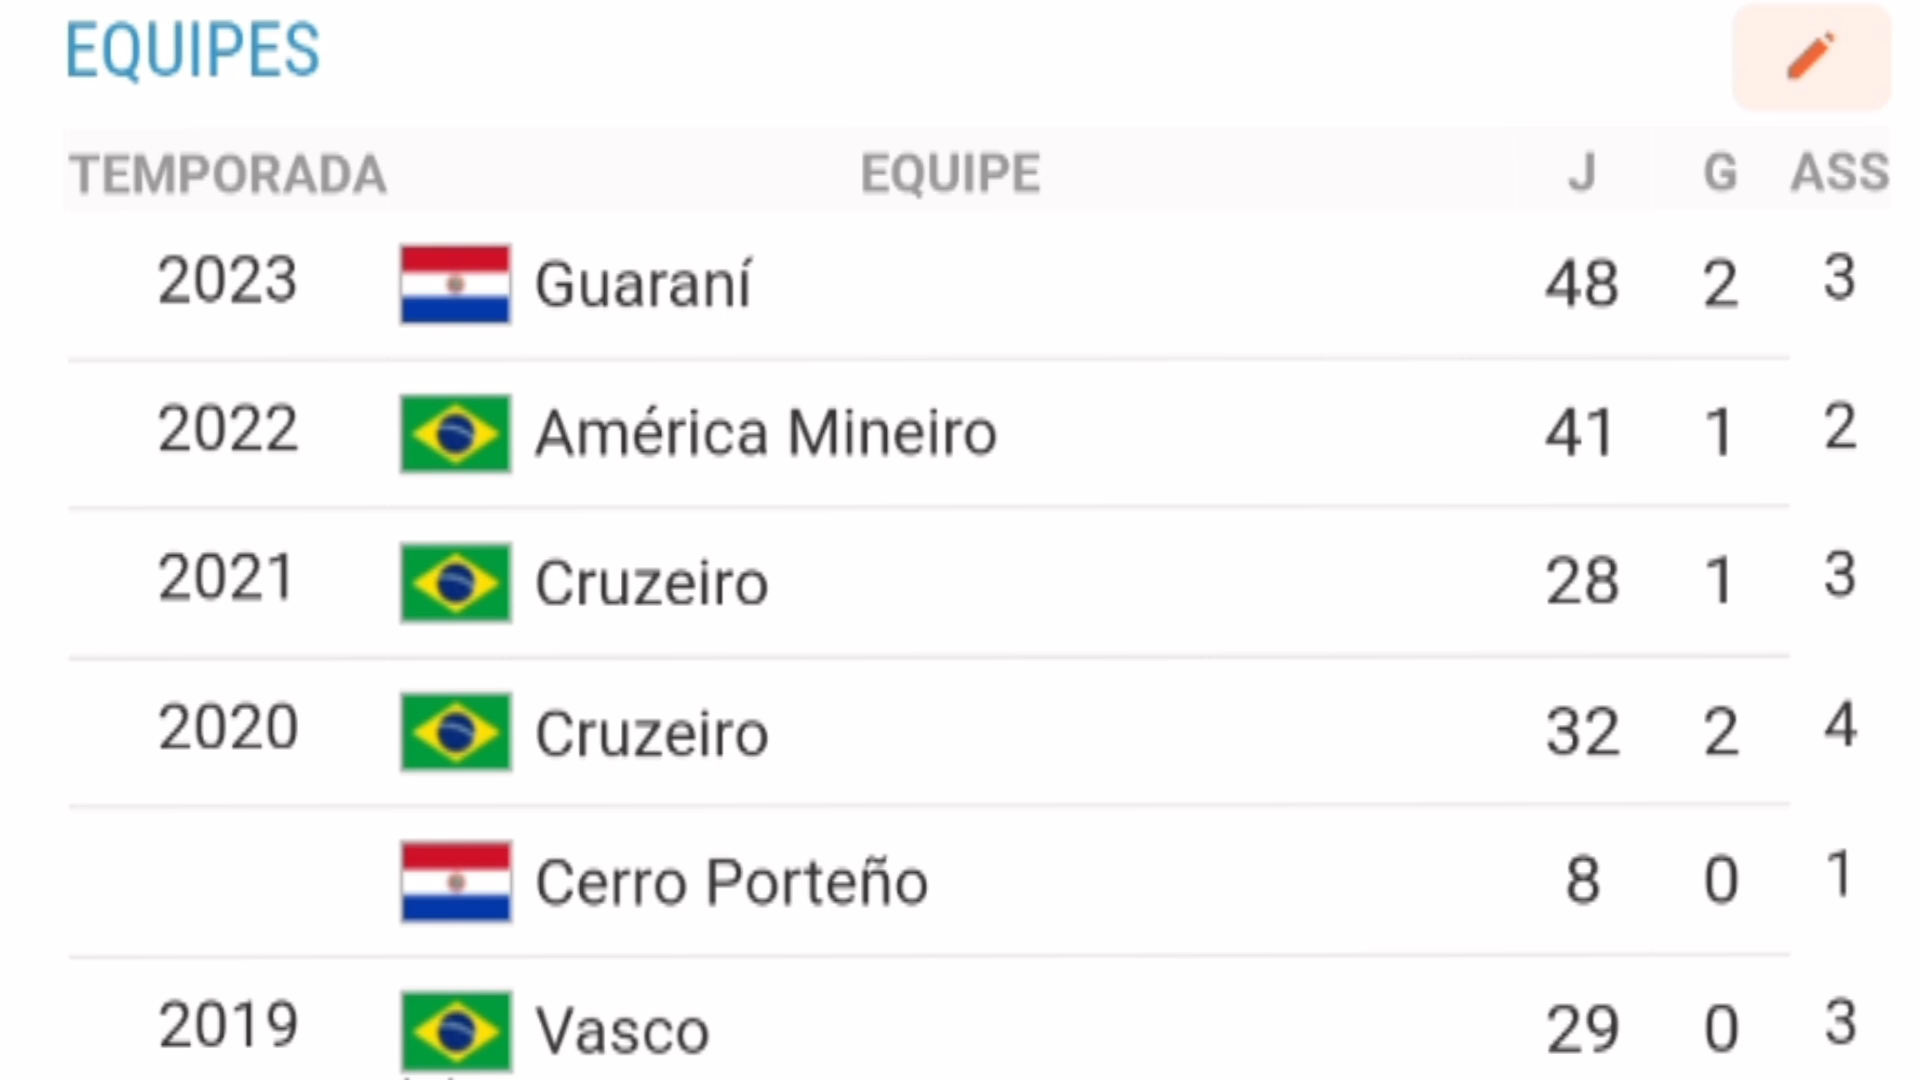 EQUIPES
TEMPORADA EQUIPE J G ASS
2023 Guaraní 48 2 3
2022 América Mineiro 41 1 2
2021 Cruzeiro 28 1 3
2020 Cruzeiro 32 2 4
Cerro Porteño 8 0 1
2019 Vasco 29 0 3